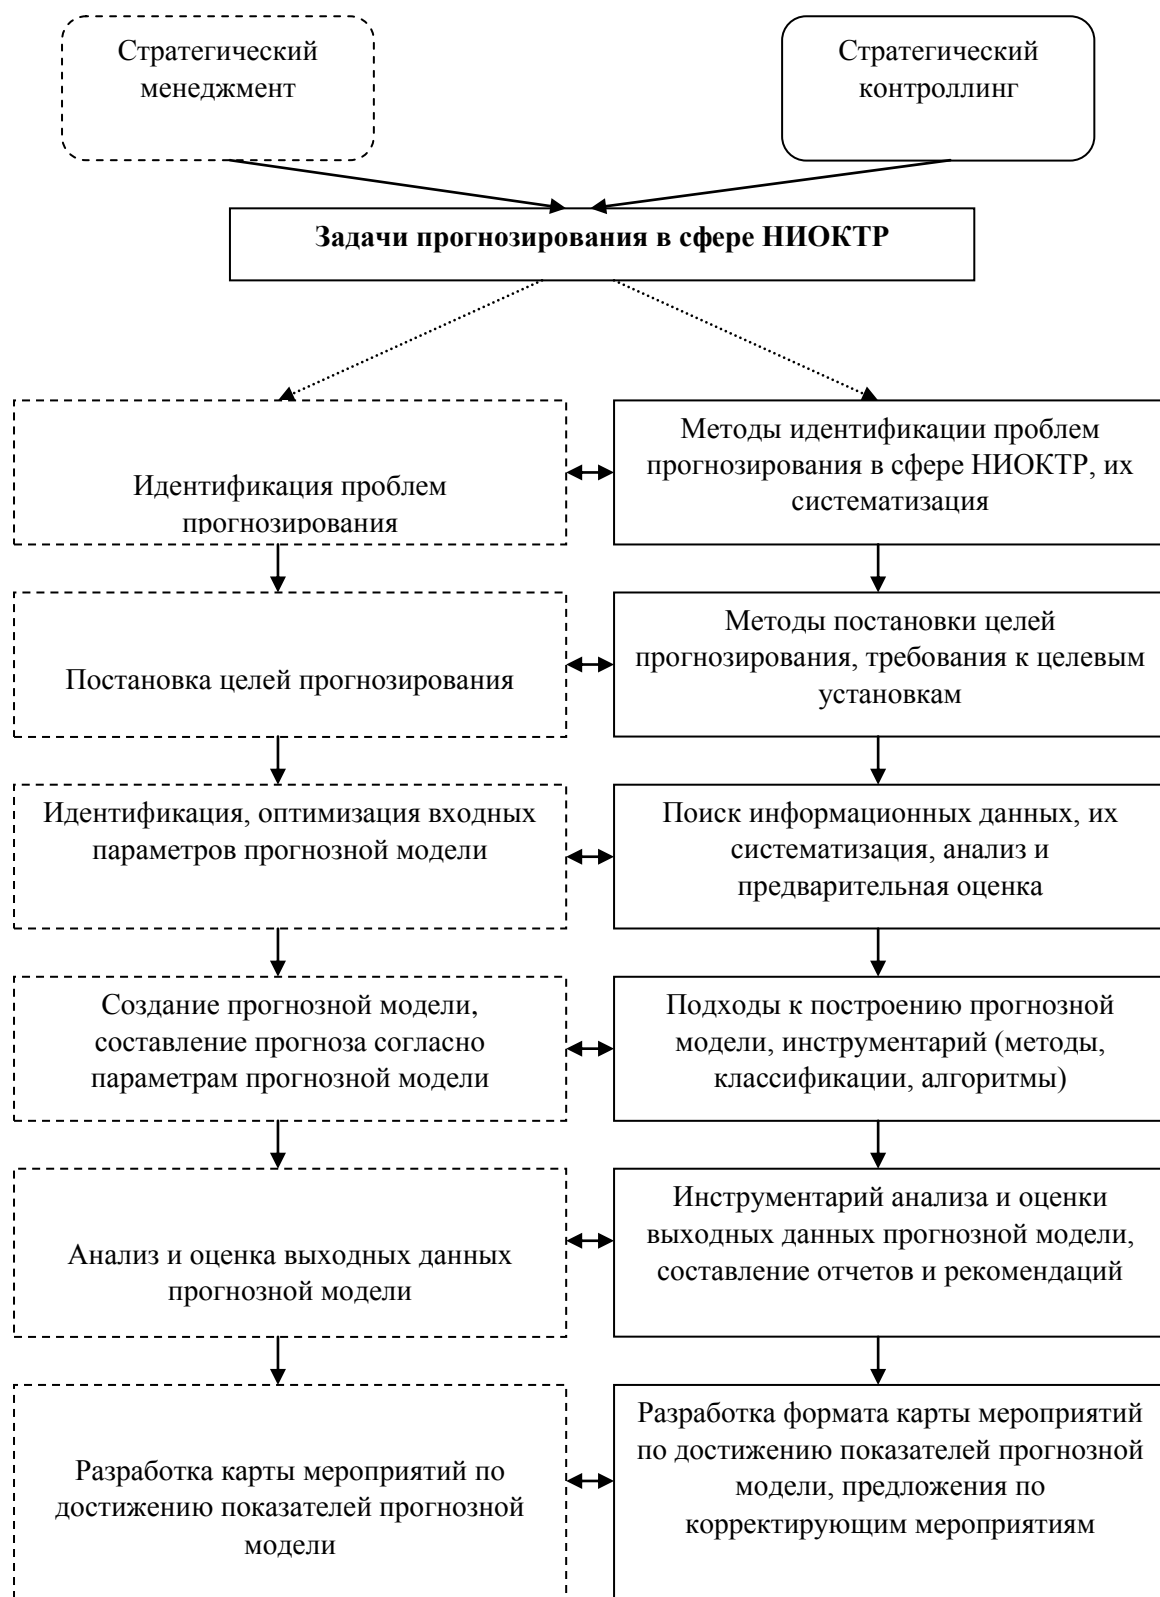 Стратегический
менеджмент
Стратегический
контроллинг
Задачи прогнозирования в сфере НИОКТР
Идентификация проблем
прогнозирования
Методы идентификации проблем
прогнозирования в сфере НИОКТР, их
систематизация
Постановка целей прогнозирования
Методы постановки целей
прогнозирования, требования к целевым
установкам
Идентификация, оптимизация входных
параметров прогнозной модели
Поиск информационных данных, их
систематизация, анализ и
предварительная оценка
Создание прогнозной модели,
составление прогноза согласно
параметрам прогнозной модели
Подходы к построению прогнозной
модели, инструментарий (методы,
классификации, алгоритмы)
Анализ и оценка выходных данных
прогнозной модели
Инструментарий анализа и оценки
выходных данных прогнозной модели,
составление отчетов и рекомендаций
Разработка карты мероприятий по
достижению показателей прогнозной
модели
Разработка формата карты мероприятий
по достижению показателей прогнозной
модели, предложения по
корректирующим мероприятиям